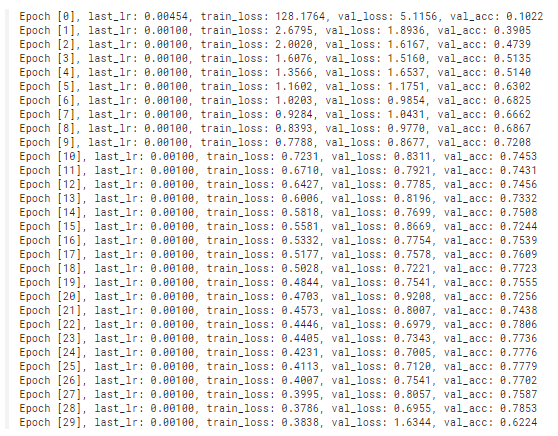 Epoch [0], last_lr: 0.00454, train_loss: 128.1764, val_loss: 5.1156, val_acc: 0.1022
Epoch [1], last_lr: 0.00100, train_loss: 2.6795, val_loss: 1.8936, val_acc: 0.3905
Epoch [2], last_lr: 0.00100, train_loss: 2.0020, val_loss: 1.6167, val_acc: 0.4739
Epoch [3], last_lr: 0.00100, train_loss: 1.6076, val_loss: 1.5160, val_acc: 0.5135
Epoch [4], last_lr: 0.00100, train_loss: 1.3566, val_loss: 1.6537, val_acc: 0.5140
Epoch [5], last_lr: 0.00100, train_loss: 1.1602, val_loss: 1.1751, val_acc: 0.6302
Epoch [6], last_lr: 0.00100, train_loss: 1.0203, val_loss: 0.9854, val_acc: 0.6825
Epoch [7], last_lr: 0.00100, train_loss: 0.9284, val_loss: 1.0431, val_acc: 0.6662
Epoch [8], last_lr: 0.00100, train_loss: 0.8393, val_loss: 0.9770, val_acc: 0.6867
Epoch [9], last_lr: 0.00100, train_loss: 0.7788, val_loss: 0.8677, val_acc: 0.7208
Epoch [10], last_lr: 0.00100, train_loss: 0.7231, val_loss: 0.8311, val_acc: 0.7453
Epoch [11], last_lr: 0.00100, train_loss: 0.6710, val_loss: 0.7921, val_acc: 0.7431
Epoch [12], last_lr: 0.00100, train_loss: 0.6427, val_loss: 0.7785, val_acc: 0.7456
Epoch [13], last_lr: 0.00100, train_loss: 0.6006, val_loss: 0.8196, val_acc: 0.7332
Epoch [14], last_lr: 0.00100, train_loss: 0.5818, val_loss: 0.7699, val_acc: 0.7508
Epoch [15], last_lr: 0.00100, train_loss: 0.5581, val_loss: 0.8669, val_acc: 0.7244
Epoch [16], last_lr: 0.00100, train_loss: 0.5332, val_loss: 0.7754, val_acc: 0.7539
Epoch [17], last_lr: 0.00100, train_loss: 0.5177, val_loss: 0.7578, val_acc: 0.7609
Epoch [18], last_lr: 0.00100, train_loss: 0.5028, val_loss: 0.7221, val_acc: 0.7723
Epoch [19], last_lr: 0.00100, train_loss: 0.4844, val_loss: 0.7541, val_acc: 0.7555
Epoch [20], last_lr: 0.00100, train_loss: 0.4703, val_loss: 0.9208, val_acc: 0.7256
Epoch [21], last_lr: 0.00100, train_loss: 0.4573, val_loss: 0.8007, val_acc: 0.7438
Epoch [22], last_lr: 0.00100, train_loss: 0.4446, val_loss: 0.6979, val_acc: 0.7806
Epoch [23], last_lr: 0.00100, train_loss: 0.4405, val_loss: 0.7343, val_acc: 0.7736
Epoch [24], last_lr: 0.00100, train_loss: 0.4231, val_loss: 0.7005, val_acc: 0.7776
Epoch [25], last_lr: 0.00100, train_loss: 0.4113, val_loss: 0.7120, val_acc: 0.7779
Epoch [26], last_lr: 0.00100, train_loss: 0.4007, val_loss: 0.7541, val_acc: 0.7702
Epoch [27], last_lr: 0.00100, train_loss: 0.3995, val_loss: 0.8057, val_acc: 0.7587
Epoch [28], last_lr: 0.00100, train_loss: 0.3786, val_loss: 0.6955, val_acc: 0.7853
Epoch [29], last_lr: 0.00100, train_loss: 0.3838, val_loss: 1.6344, val_acc: 0.6224